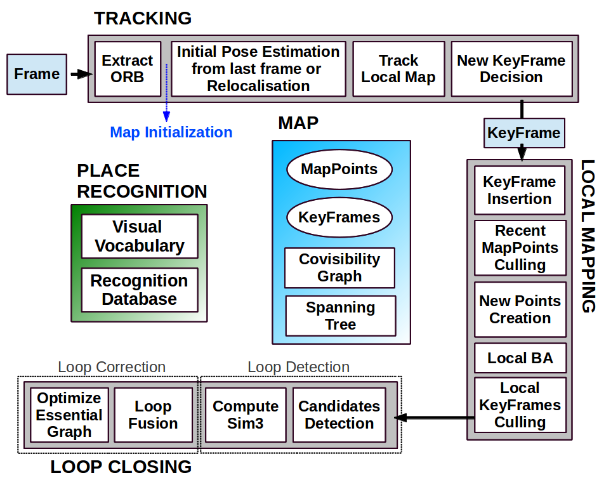 TRACKING
Frame
Extract
ORB
Initial Pose Estimation
from last frame or
Relocalisation
Track
Local Map
New KeyFrame
Decision
Map Initialization
KeyFrame
MAP
MapPoints
KeyFrames
Covisibility
Graph
Spanning
Tree
PLACE
RECOGNITION
Visual
Vocabulary
Recognition
Database
LOCAL MAPPING
KeyFrame
Insertion
Recent
MapPoints
Culling
New Points
Creation
Local BA
Local
KeyFrames
Culling
Loop Correction
Loop Detection
Optimize
Essential
Graph
Loop
Fusion
Compute
Sim3
Candidates
Detection
LOOP CLOSING